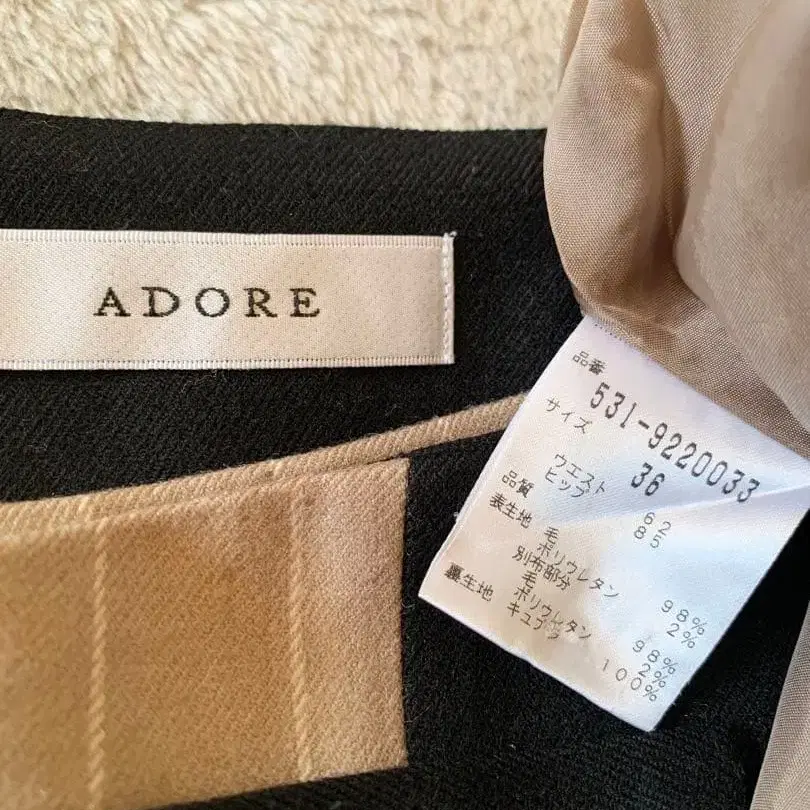 ADORE
品番
531-9220033
サイズ
36
ウエスト 62
ヒップ 85
品質
表生地
毛 98%
ポリウレタン 2%
別布部分
毛 98%
ポリウレタン 2%
裏生地
キュプラ 100%